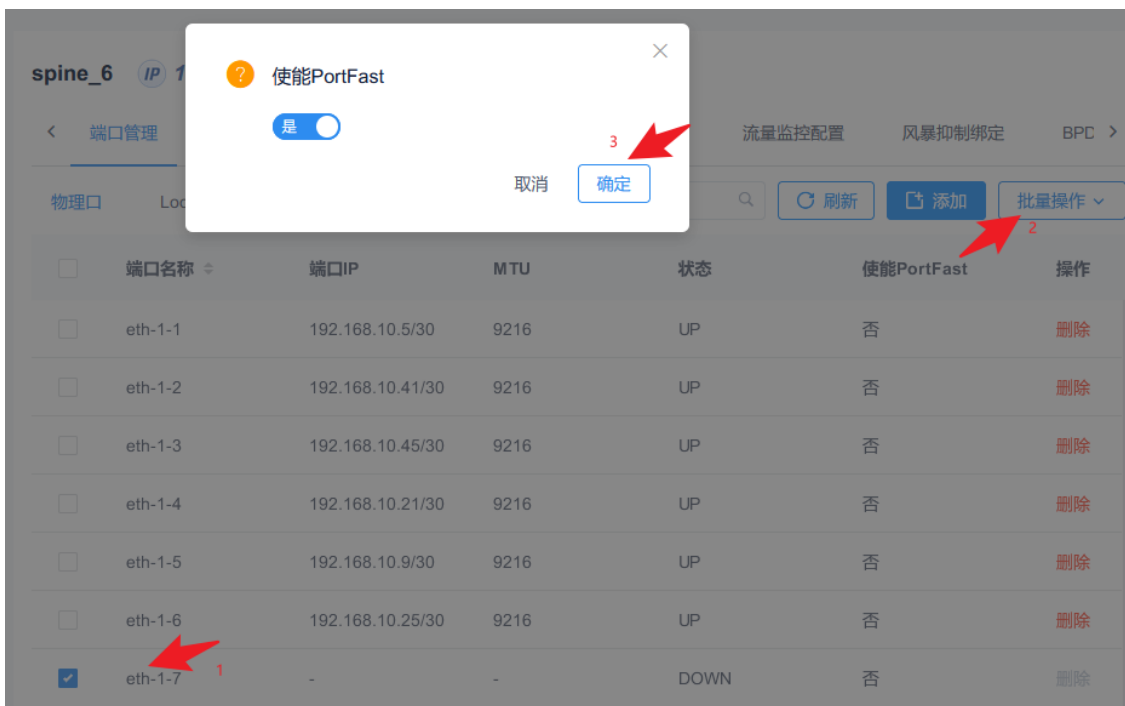 使能PortFast
是
3
取消 确定
spine_6 IP 1
端口管理 流量监控配置 风暴抑制绑定
物理口 刷新 添加 批量操作
2
端口名称 端口IP MTU 状态 使能PortFast 操作
eth-1-1 192.168.10.5/30 9216 UP 否 删除
eth-1-2 192.168.10.41/30 9216 UP 否 删除
eth-1-3 192.168.10.45/30 9216 UP 否 删除
eth-1-4 192.168.10.21/30 9216 UP 否 删除
eth-1-5 192.168.10.9/30 9216 UP 否 删除
eth-1-6 192.168.10.25/30 9216 UP 否 删除
eth-1-7 1 - - DOWN 否 删除